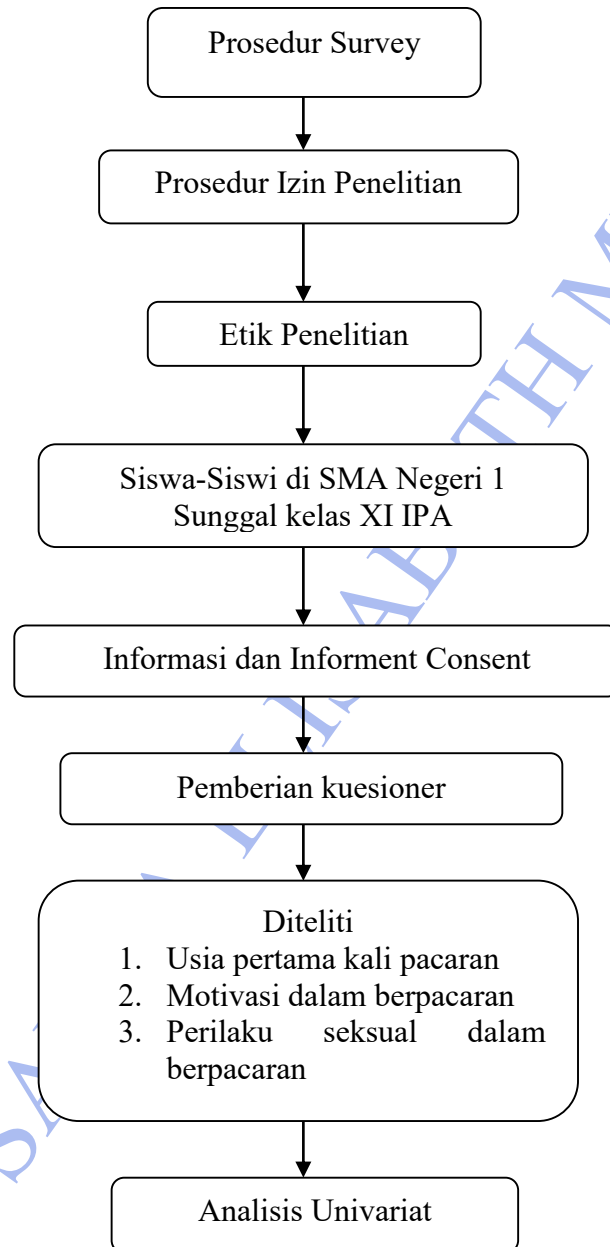 Prosedur Survey
Prosedur Izin Penelitian
Etik Penelitian
Siswa-Siswi di SMA Negeri 1
Sunggal kelas XI IPA
Informasi dan Informent Consent
Pemberian kuesioner
Diteliti
1. Usia pertama kali pacaran
2. Motivasi dalam berpacaran
3. Perilaku seksual dalam
berpacaran
Analisis Univariat